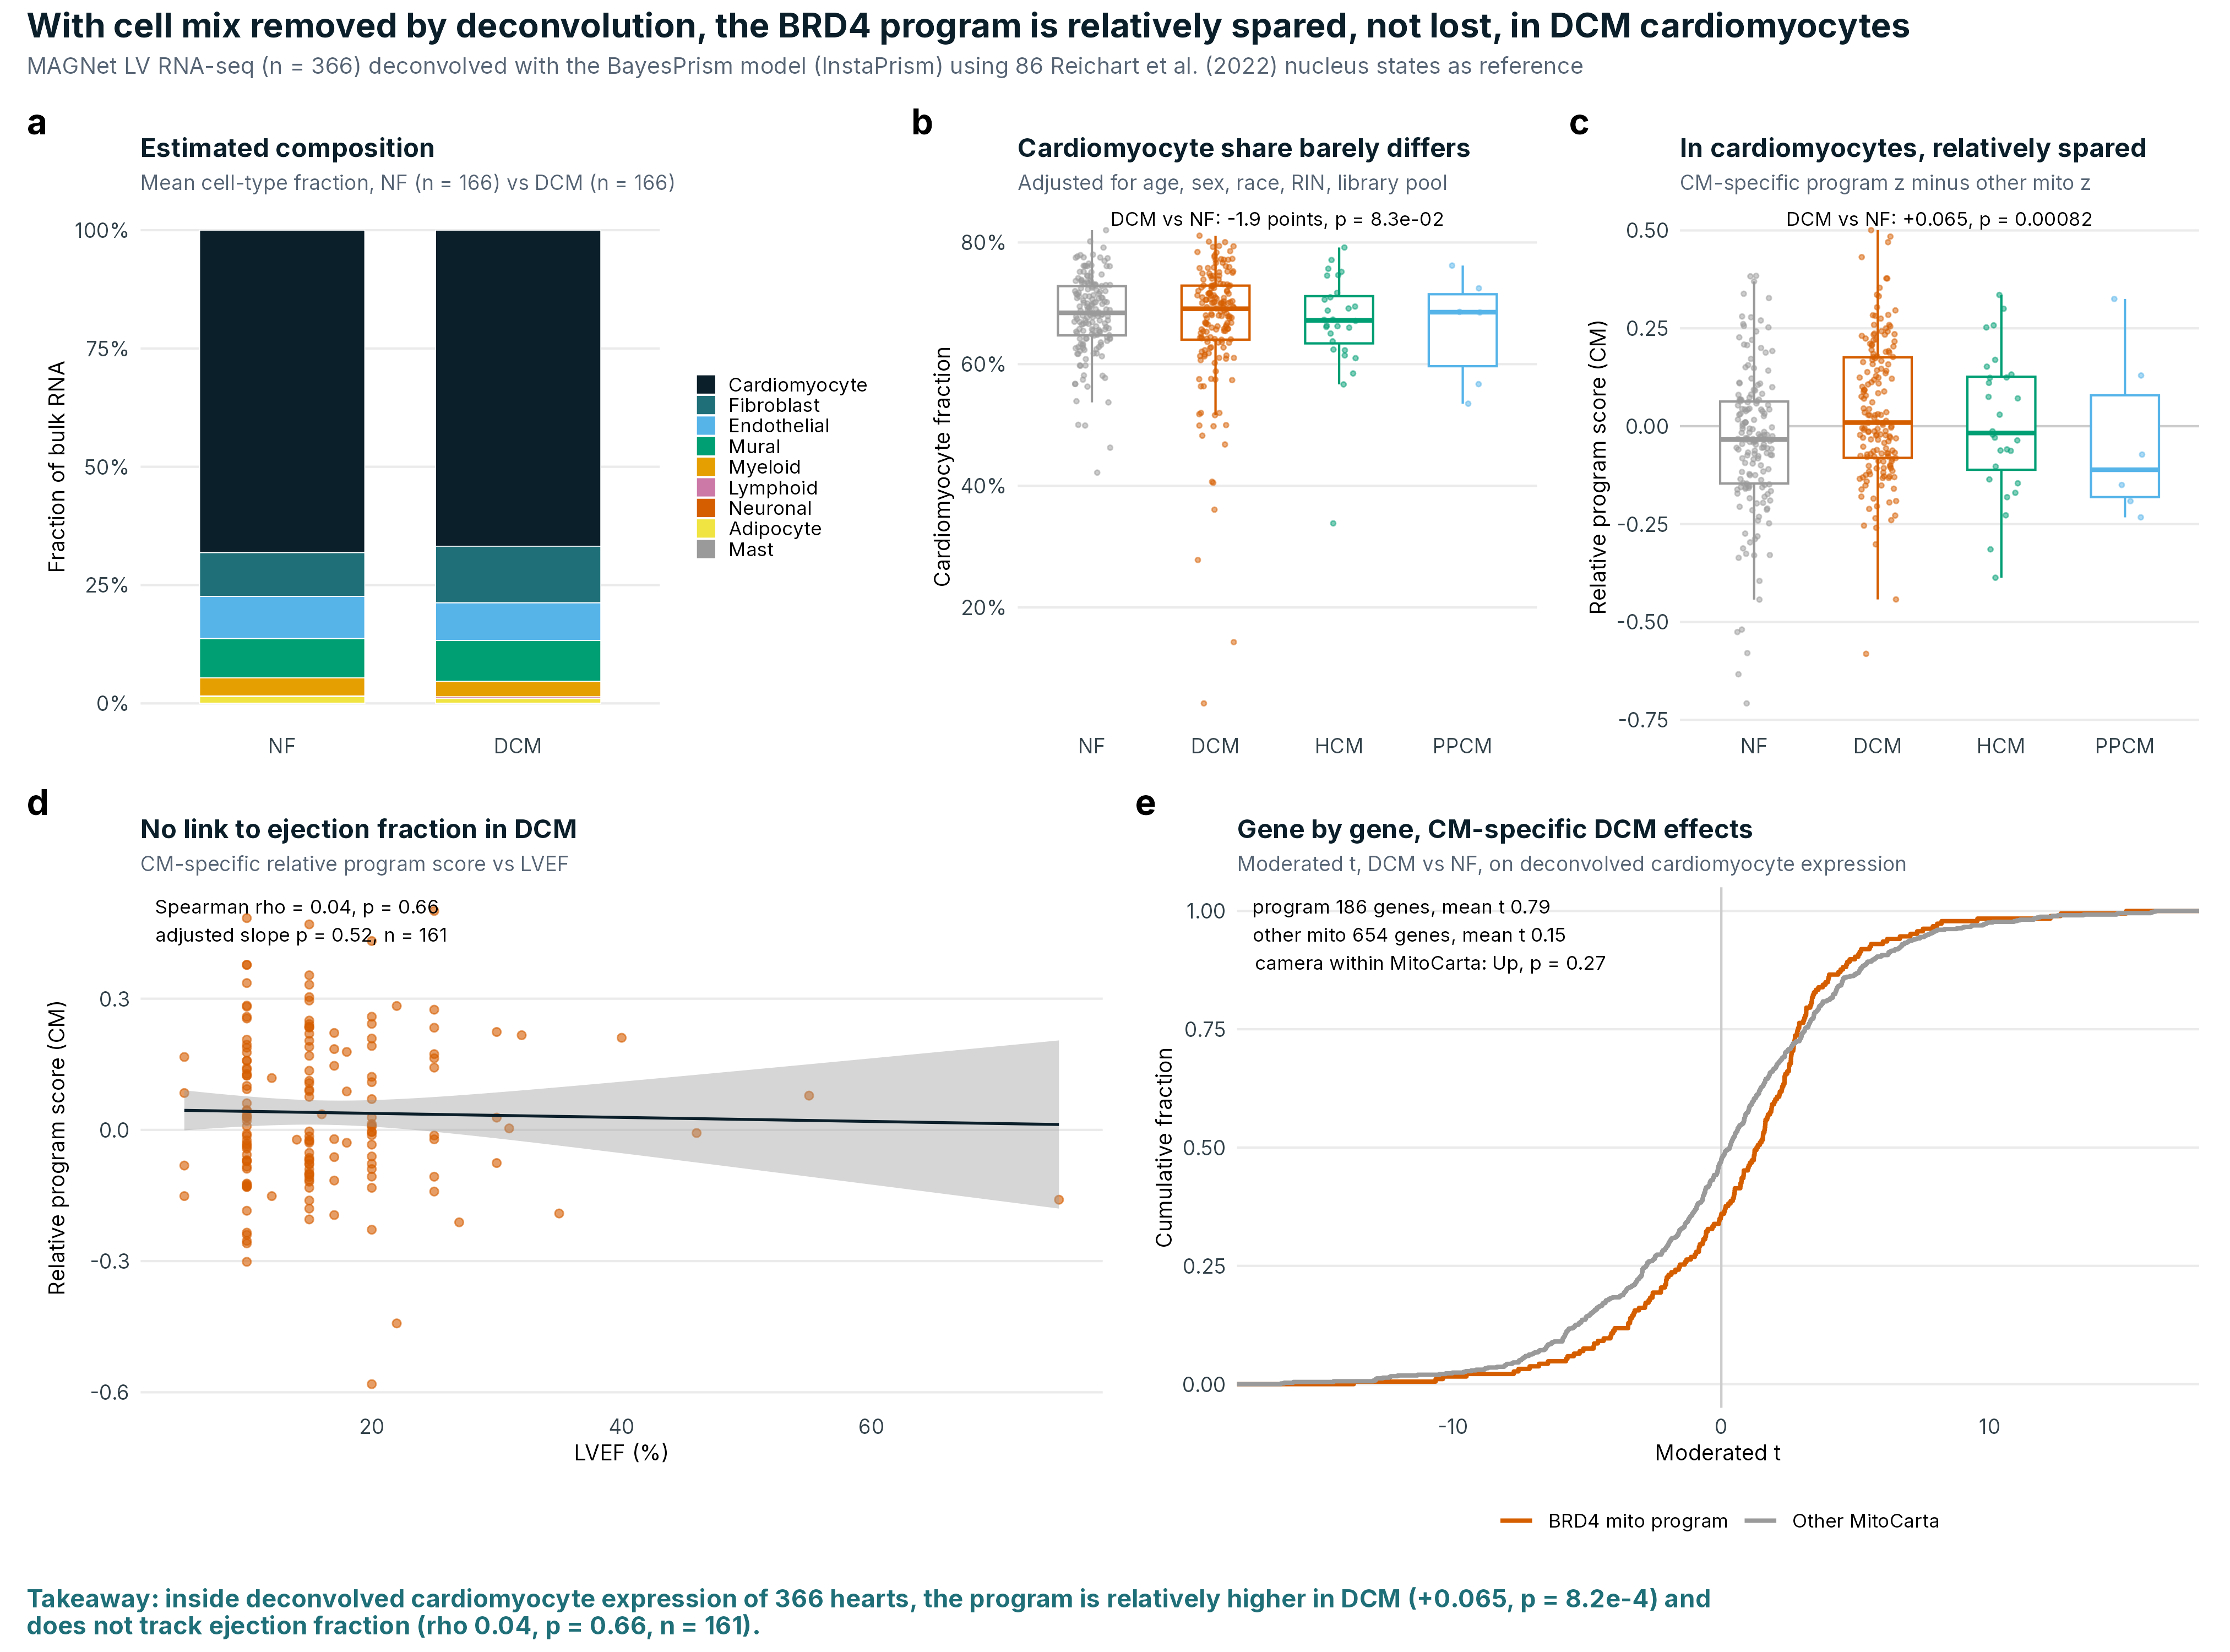 With cell mix removed by deconvolution, the BRD4 program is relatively spared, not lost, in DCM cardiomyocytes
MAGNet LV RNA-seq (n = 366) deconvolved with the BayesPrism model (InstaPrism) using 86 Reichart et al. (2022) nucleus states as reference
a
Estimated composition
Mean cell-type fraction, NF (n = 166) vs DCM (n = 166)
Fraction of bulk RNA
100%
75%
50%
25%
0%
NF
DCM
Cardiomyocyte
Fibroblast
Endothelial
Mural
Myeloid
Lymphoid
Neuronal
Adipocyte
Mast
b
Cardiomyocyte share barely differs
Adjusted for age, sex, race, RIN, library pool
DCM vs NF: -1.9 points, p = 8.3e-02
Cardiomyocyte fraction
80%
60%
40%
20%
NF
DCM
HCM
PPCM
c
In cardiomyocytes, relatively spared
CM-specific program z minus other mito z
DCM vs NF: +0.065, p = 0.00082
Relative program score (CM)
0.50
0.25
0.00
-0.25
-0.50
-0.75
NF
DCM
HCM
PPCM
d
No link to ejection fraction in DCM
CM-specific relative program score vs LVEF
Spearman rho = 0.04, p = 0.66
adjusted slope p = 0.52, n = 161
Relative program score (CM)
0.3
0.0
-0.3
-0.6
20
40
60
LVEF (%)
e
Gene by gene, CM-specific DCM effects
Moderated t, DCM vs NF, on deconvolved cardiomyocyte expression
program 186 genes, mean t 0.79
other mito 654 genes, mean t 0.15
camera within MitoCarta: Up, p = 0.27
Cumulative fraction
1.00
0.75
0.50
0.25
0.00
-10
0
10
Moderated t
BRD4 mito program
Other MitoCarta
Takeaway: inside deconvolved cardiomyocyte expression of 366 hearts, the program is relatively higher in DCM (+0.065, p = 8.2e-4) and
does not track ejection fraction (rho 0.04, p = 0.66, n = 161).